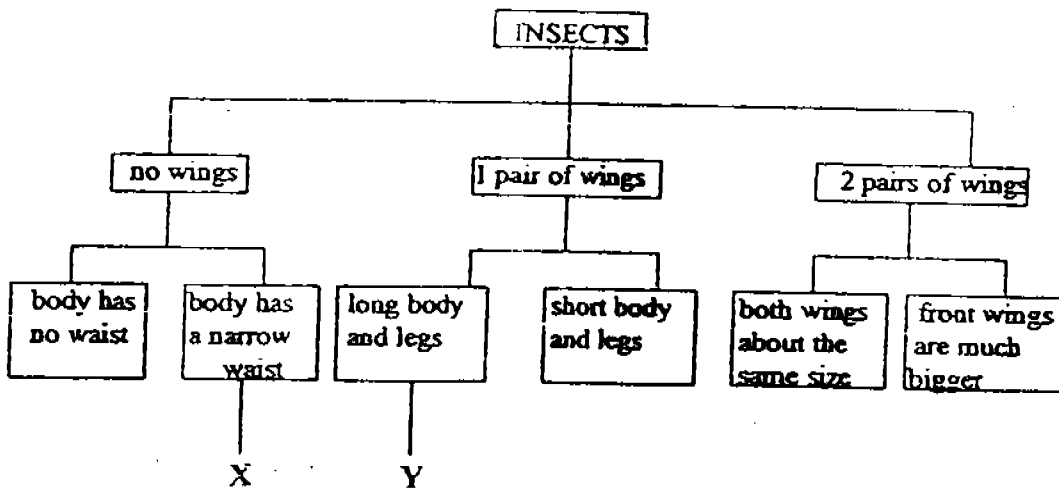 INSECTS
no wings
1 pair of wings
2 pairs of wings
body has
no waist
body has
a narrow
waist
long body
and legs
short body
and legs
both wings
about the
same size
front wings
are much
bigger
X
Y